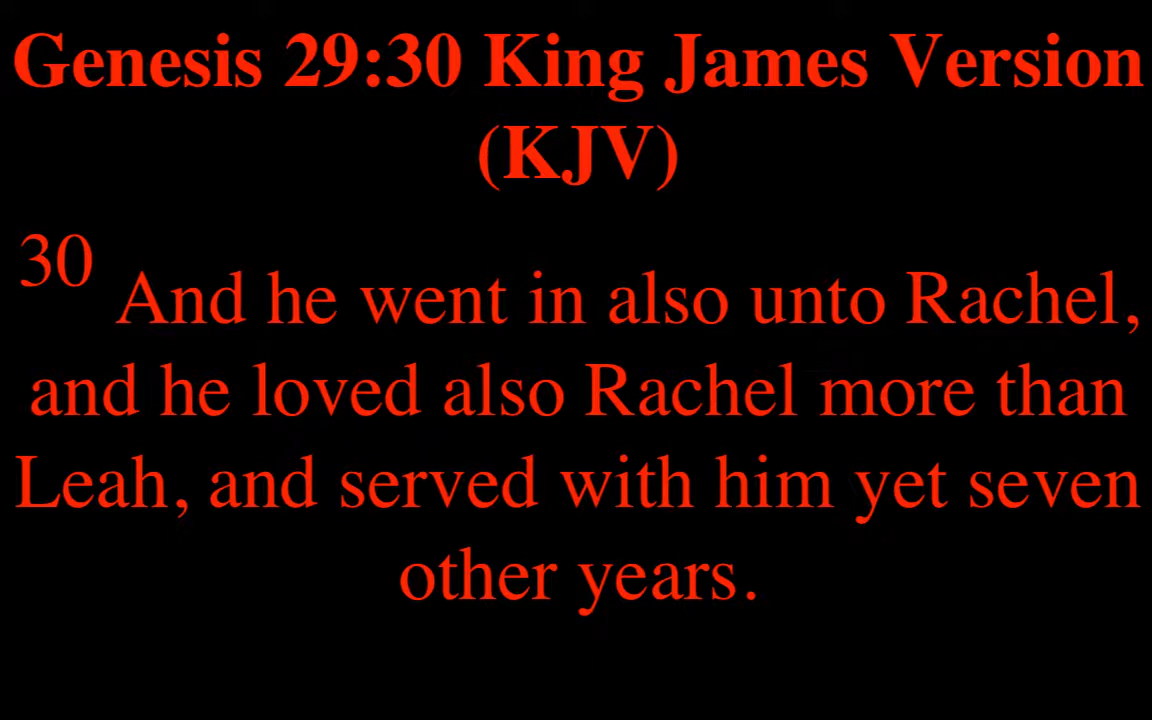 Genesis 29:30 King James Version
(KJV)
30 And he went in also unto Rachel,
and he loved also Rachel more than
Leah, and served with him yet seven
other years.